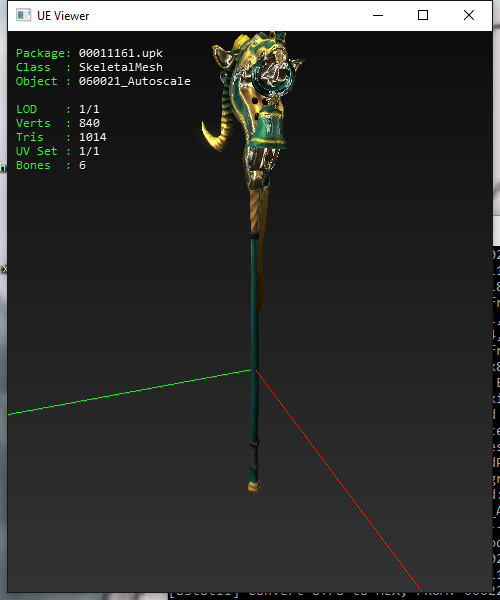 UE Viewer
Package: 00011161.upk
Class : SkeletalMesh
Object : 060021_Autoscale
LOD : 1/1
Verts : 840
Tris : 1014
UV Set : 1/1
Bones : 6